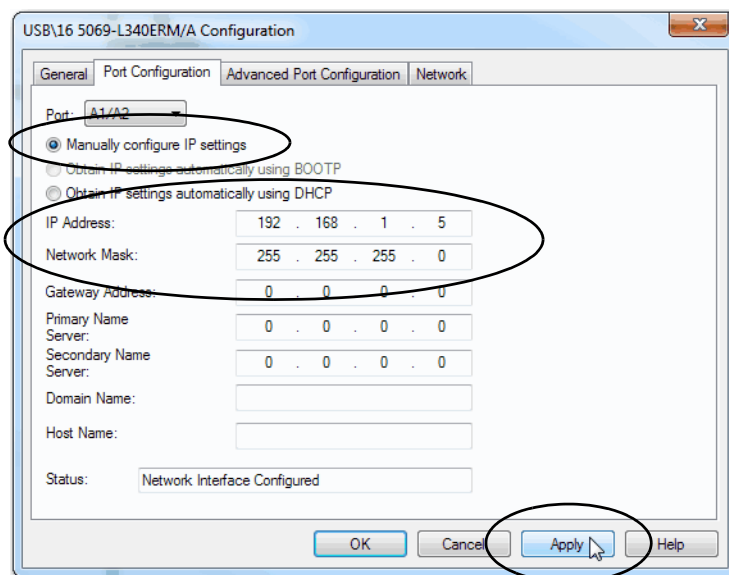 USB\16 5069-L340ERM/A Configuration
General Port Configuration Advanced Port Configuration Network
Port: A1/A2
Manually configure IP settings
Obtain IP settings automatically using BOOTP
Obtain IP settings automatically using DHCP
IP Address: 192 . 168 . 1 . 5
Network Mask: 255 . 255 . 255 . 0
Gateway Address: 0 . 0 . 0 . 0
Primary Name
Server: 0 . 0 . 0 . 0
Secondary Name
Server: 0 . 0 . 0 . 0
Domain Name:
Host Name:
Status: Network Interface Configured
OK Cancel Apply Help